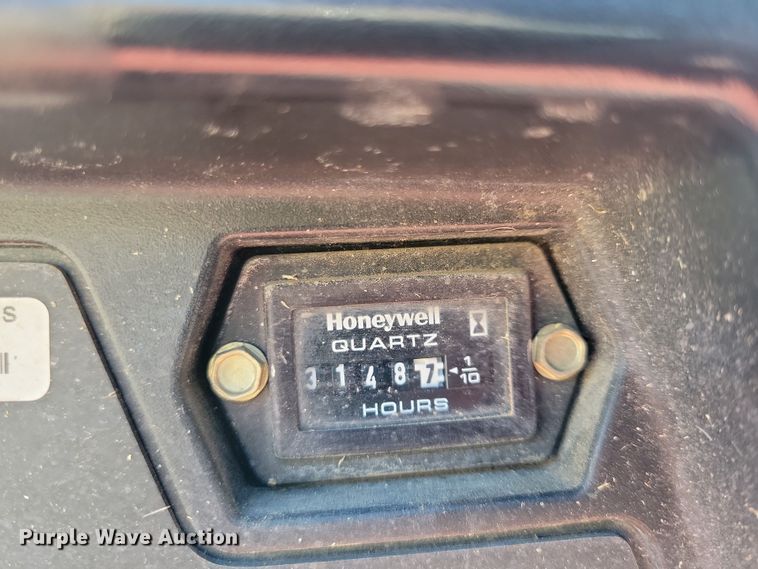 S
Honeywell
QUARTZ
3 1 4 8 7 ◄ 1/10
HOURS
Purple Wave Auction